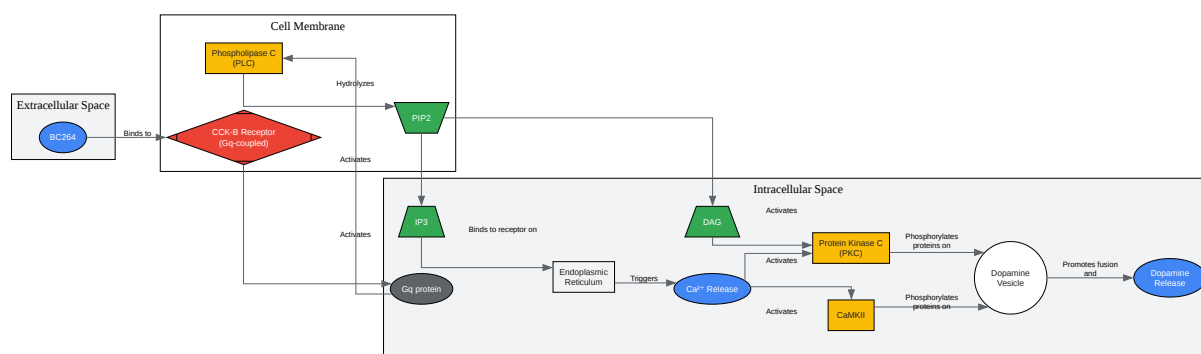 Cell Membrane
Phospholipase C
(PLC)
Hydrolyzes
Extracellular Space
BC264
Binds to
CCK-B Receptor
(Gq-coupled)
PIP2
Activates
Intracellular Space
IP3
DAG
Activates
Activates
Binds to receptor on
Protein Kinase C
(PKC)
Phosphorylates
proteins on
Activates
Endoplasmic
Reticulum
Triggers
Gq protein
Ca²⁺ Release
Dopamine
Vesicle
Promotes fusion
and
Dopamine
Release
Activates
CaMKII
Phosphorylates
proteins on